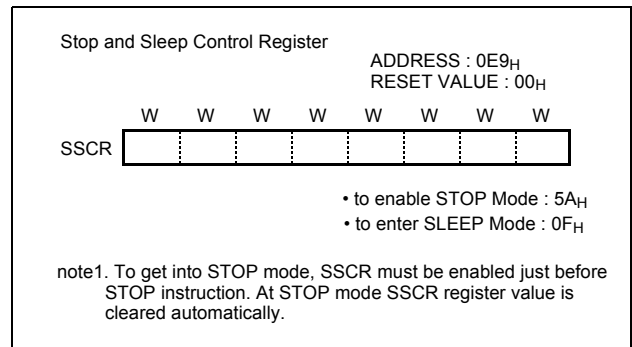 Stop and Sleep Control Register
ADDRESS : 0E9H
RESET VALUE : 00H
W W W W W W W W
SSCR
• to enable STOP Mode : 5AH
• to enter SLEEP Mode : 0FH
note1. To get into STOP mode, SSCR must be enabled just before
STOP instruction. At STOP mode SSCR register value is
cleared automatically.